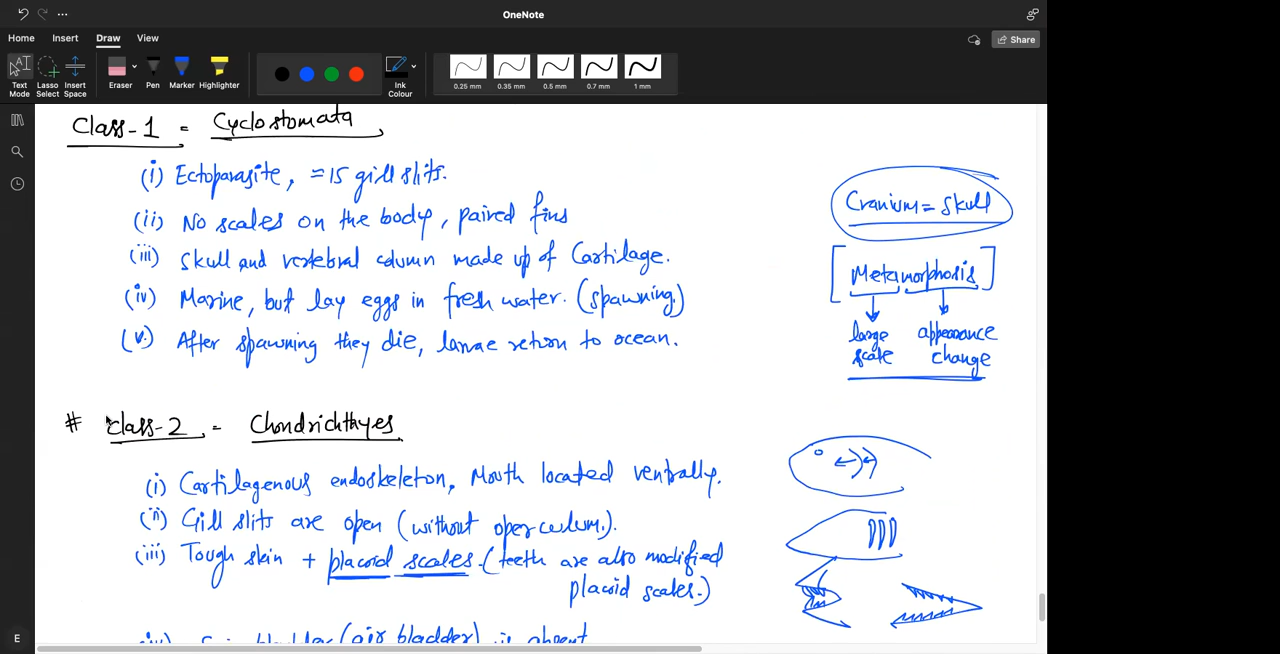 OneNote
Home Insert Draw View
Share
Text Mode
Lasso Select
Insert Space
Eraser
Pen
Marker
Highlighter
Ink Colour
0.25 mm
0.35 mm
0.5 mm
0.7 mm
1 mm
Class-1 = Cyclostomata
(i) Ectoparasite, =15 gill slits.
(ii) No scales on the body, paired fins
(iii) Skull and vertebral column made up of Cartilage.
(iv) Marine, but lay eggs in fresh water. (spawning.)
(v.) After spawning they die, larvae return to ocean.
Cranium = Skull
[Metamorphosis]
large scale
appearance change
# Class-2 = Chondrichthyes
(i) Cartilagenous endoskeleton, Mouth located ventrally.
(ii) Gill slits are open (without operculum.).
(iii) Tough skin + placoid scales. (teeth are also modified
placoid scales.)
(air bladder) is absent
E